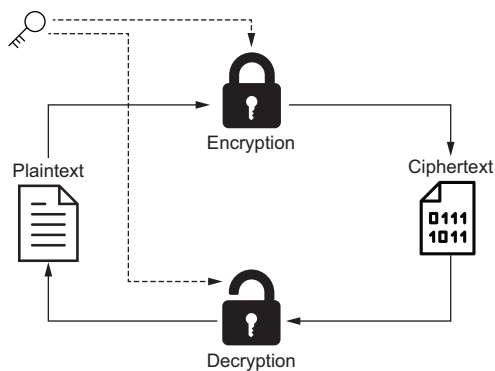 Encryption
Plaintext
Ciphertext
0111
1011
Decryption